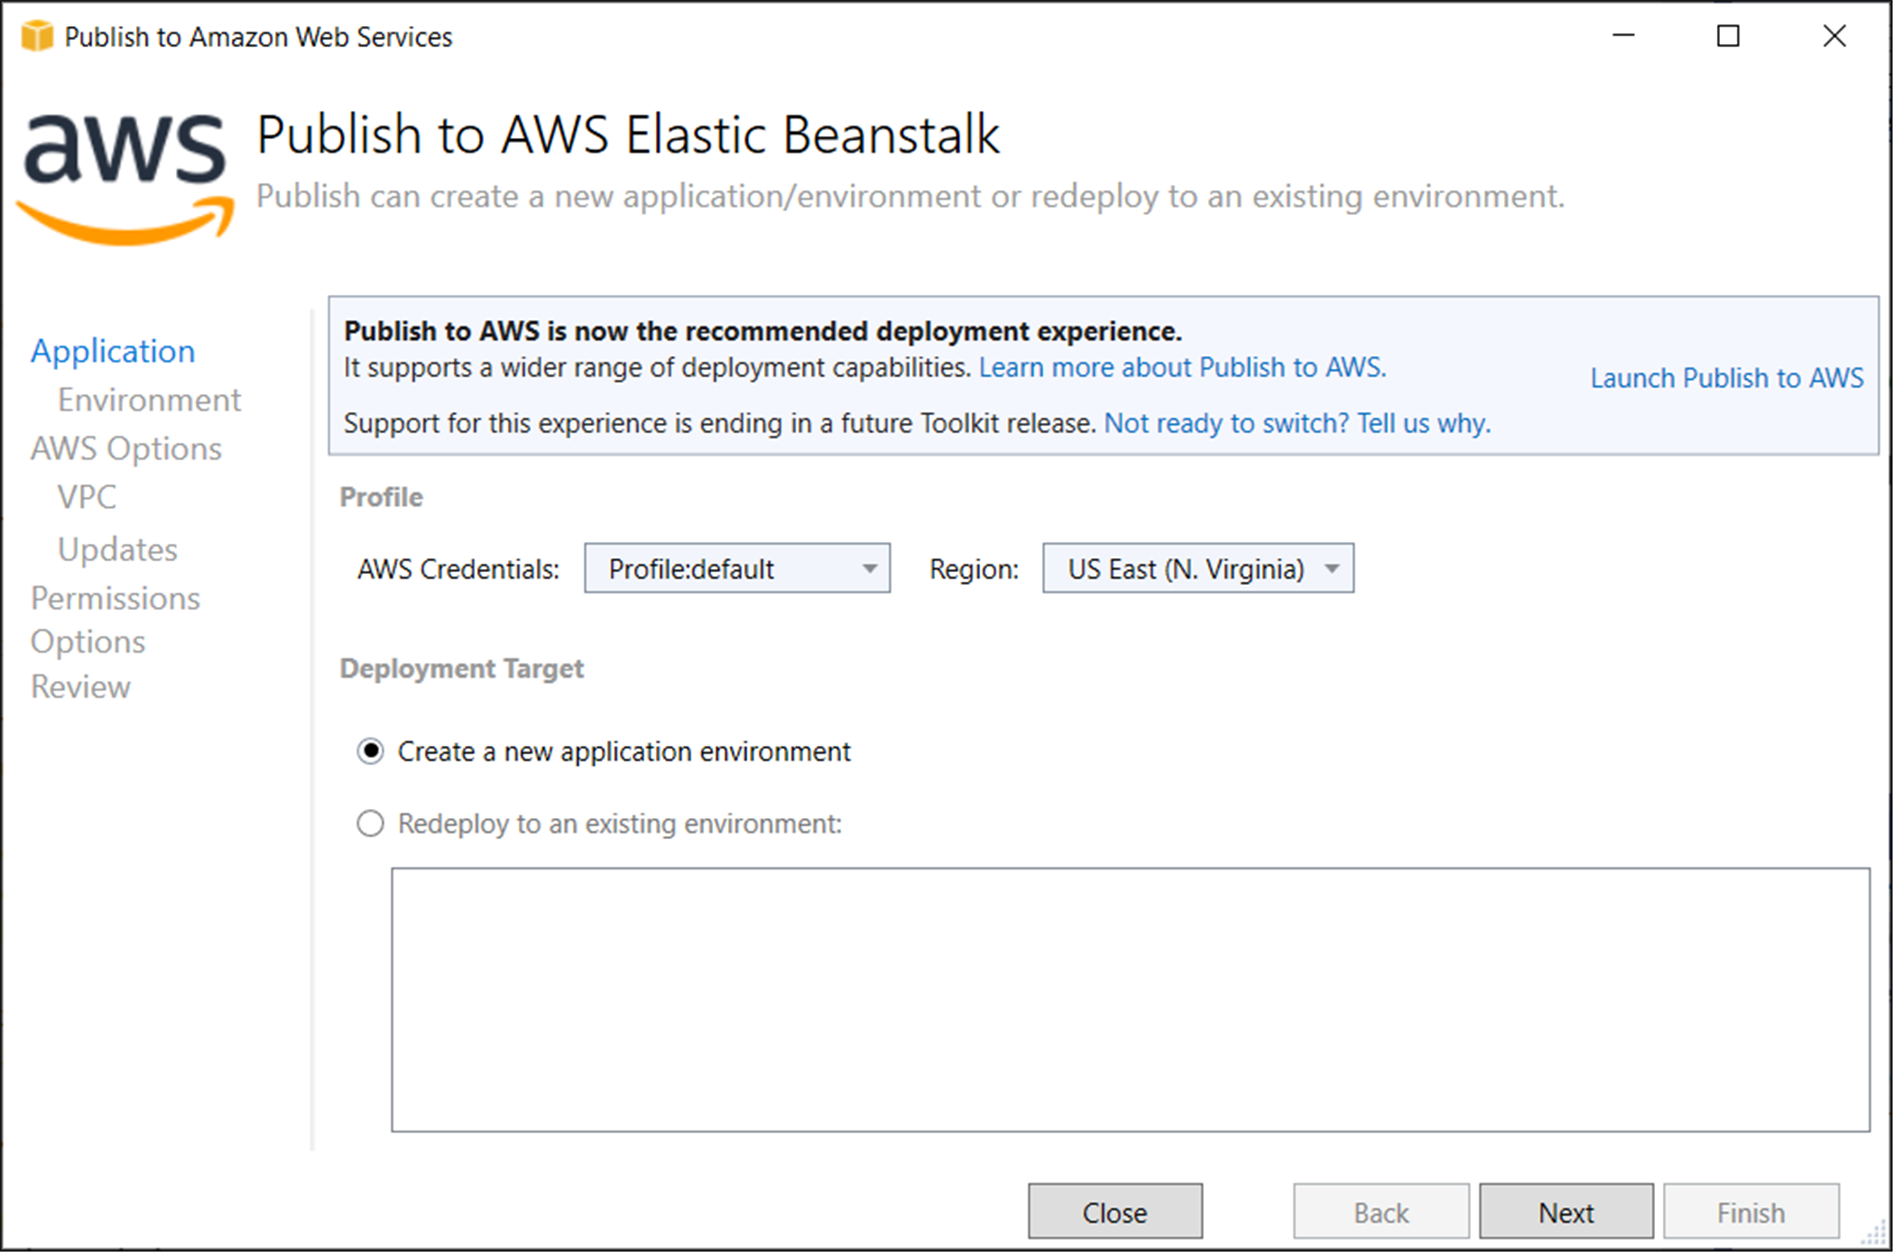 Publish to Amazon Web Services
aws
Publish to AWS Elastic Beanstalk
Publish can create a new application/environment or redeploy to an existing environment.
Application
Environment
AWS Options
VPC
Updates
Permissions
Options
Review
Publish to AWS is now the recommended deployment experience.
It supports a wider range of deployment capabilities. Learn more about Publish to AWS.
Launch Publish to AWS
Support for this experience is ending in a future Toolkit release. Not ready to switch? Tell us why.
Profile
AWS Credentials: Profile:default Region: US East (N. Virginia)
Deployment Target
Create a new application environment
Redeploy to an existing environment:
Close Back Next Finish